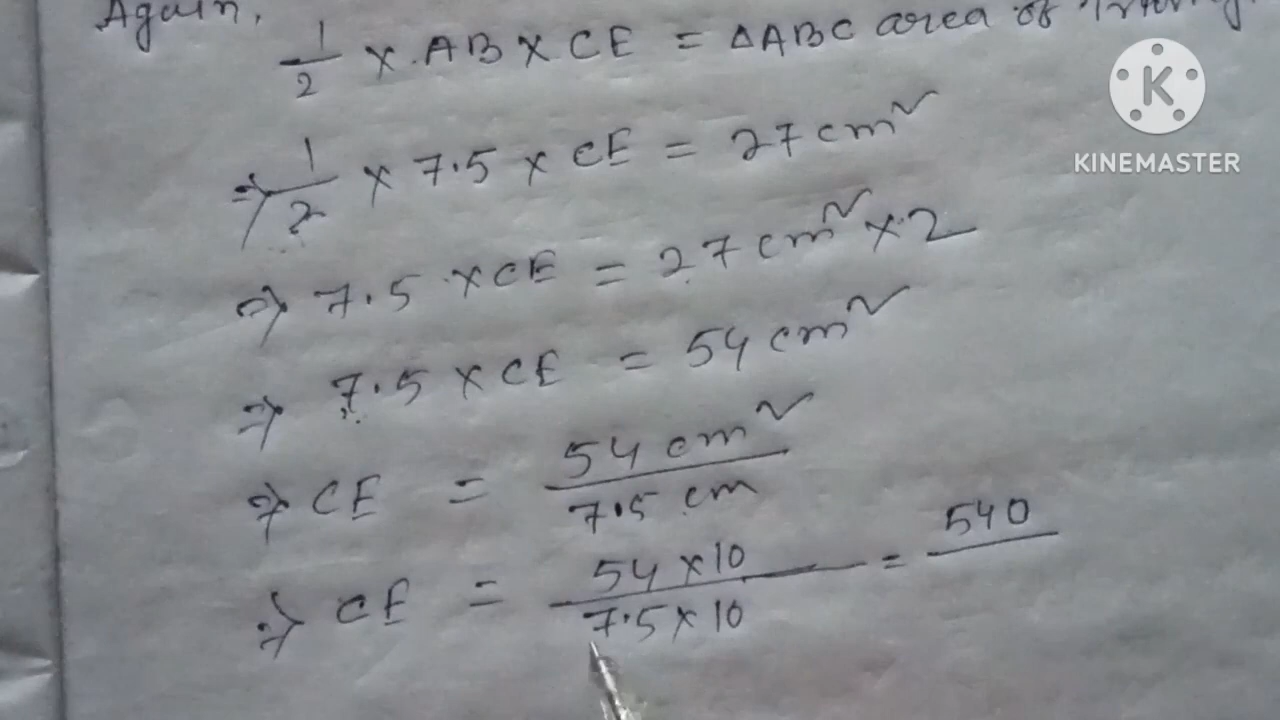 Again,
1/2 × AB × CE = ΔABC area of
⇒ 1/2 × 7.5 × CE = 27 cm²
⇒ 7.5 × CE = 27 cm² × 2
⇒ 7.5 × CE = 54 cm²
⇒ CE = 54 cm² / 7.5 cm
⇒ CE = 54 × 10 / 7.5 × 10 = 540
K
KINEMASTER